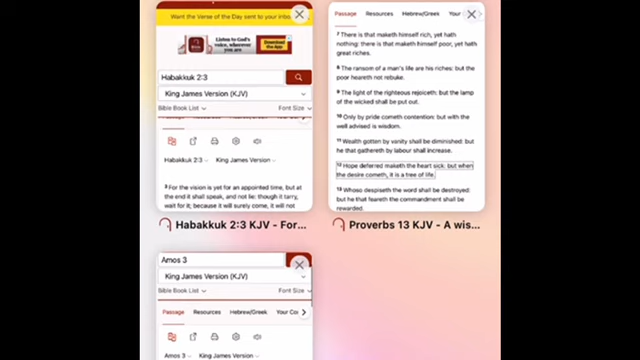 Want the Verse of the Day sent to your inbo
Listen to God's
voice, wherever
you are
Download
the App
Habakkuk 2:3
King James Version (KJV)
Bible Book List
Font Size
Habakkuk 2:3
King James Version
3 For the vision is yet for an appointed time, but at
the end it shall speak, and not lie: though it tarry,
wait for it; because it will surely come, it will not
Habakkuk 2:3 KJV - For...
Passage Resources Hebrew/Greek Your
7 There is that maketh himself rich, yet hath
nothing: there is that maketh himself poor, yet hath
great riches.
8 The ransom of a man's life are his riches: but the
poor heareth not rebuke.
9 The light of the righteous rejoiceth: but the lamp
of the wicked shall be put out.
10 Only by pride cometh contention: but with the
well advised is wisdom.
11 Wealth gotten by vanity shall be diminished: but
he that gathereth by labour shall increase.
12 Hope deferred maketh the heart sick: but when
the desire cometh, it is a tree of life.
13 Whoso despiseth the word shall be destroyed:
but he that feareth the commandment shall be
rewarded.
Proverbs 13 KJV - A wis...
Amos 3
King James Version (KJV)
Bible Book List
Font Size
Passage Resources Hebrew/Greek Your Co
Amos 3
King James Version